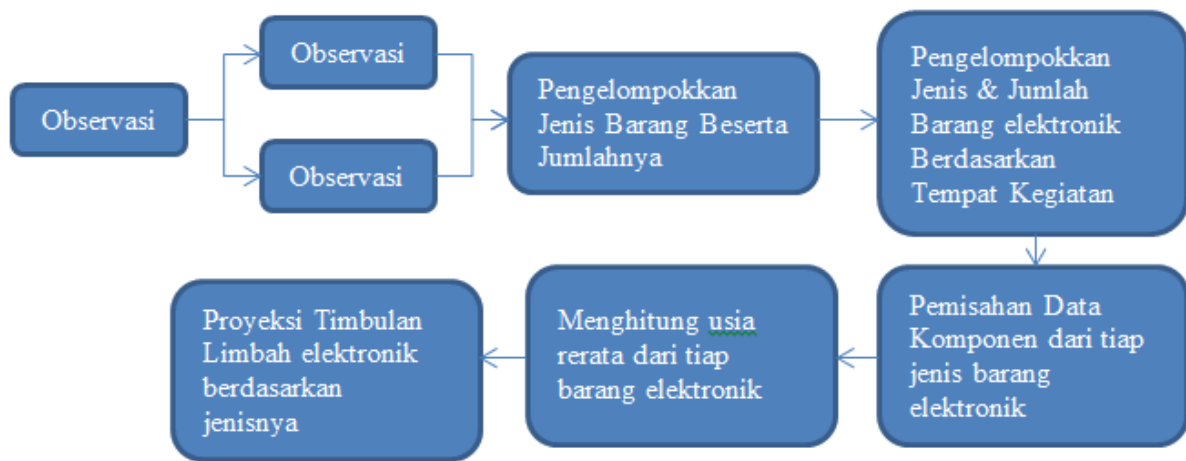 Observasi
Observasi
Observasi
Pengelompokkan
Jenis Barang Beserta
Jumlahnya
Pengelompokkan
Jenis & Jumlah
Barang elektronik
Berdasarkan
Tempat Kegiatan
Pemisahan Data
Komponen dari tiap
jenis barang
elektronik
Menghitung usia
rerata dari tiap
barang elektronik
Proyeksi Timbulan
Limbah elektronik
berdasarkan
jenisnya